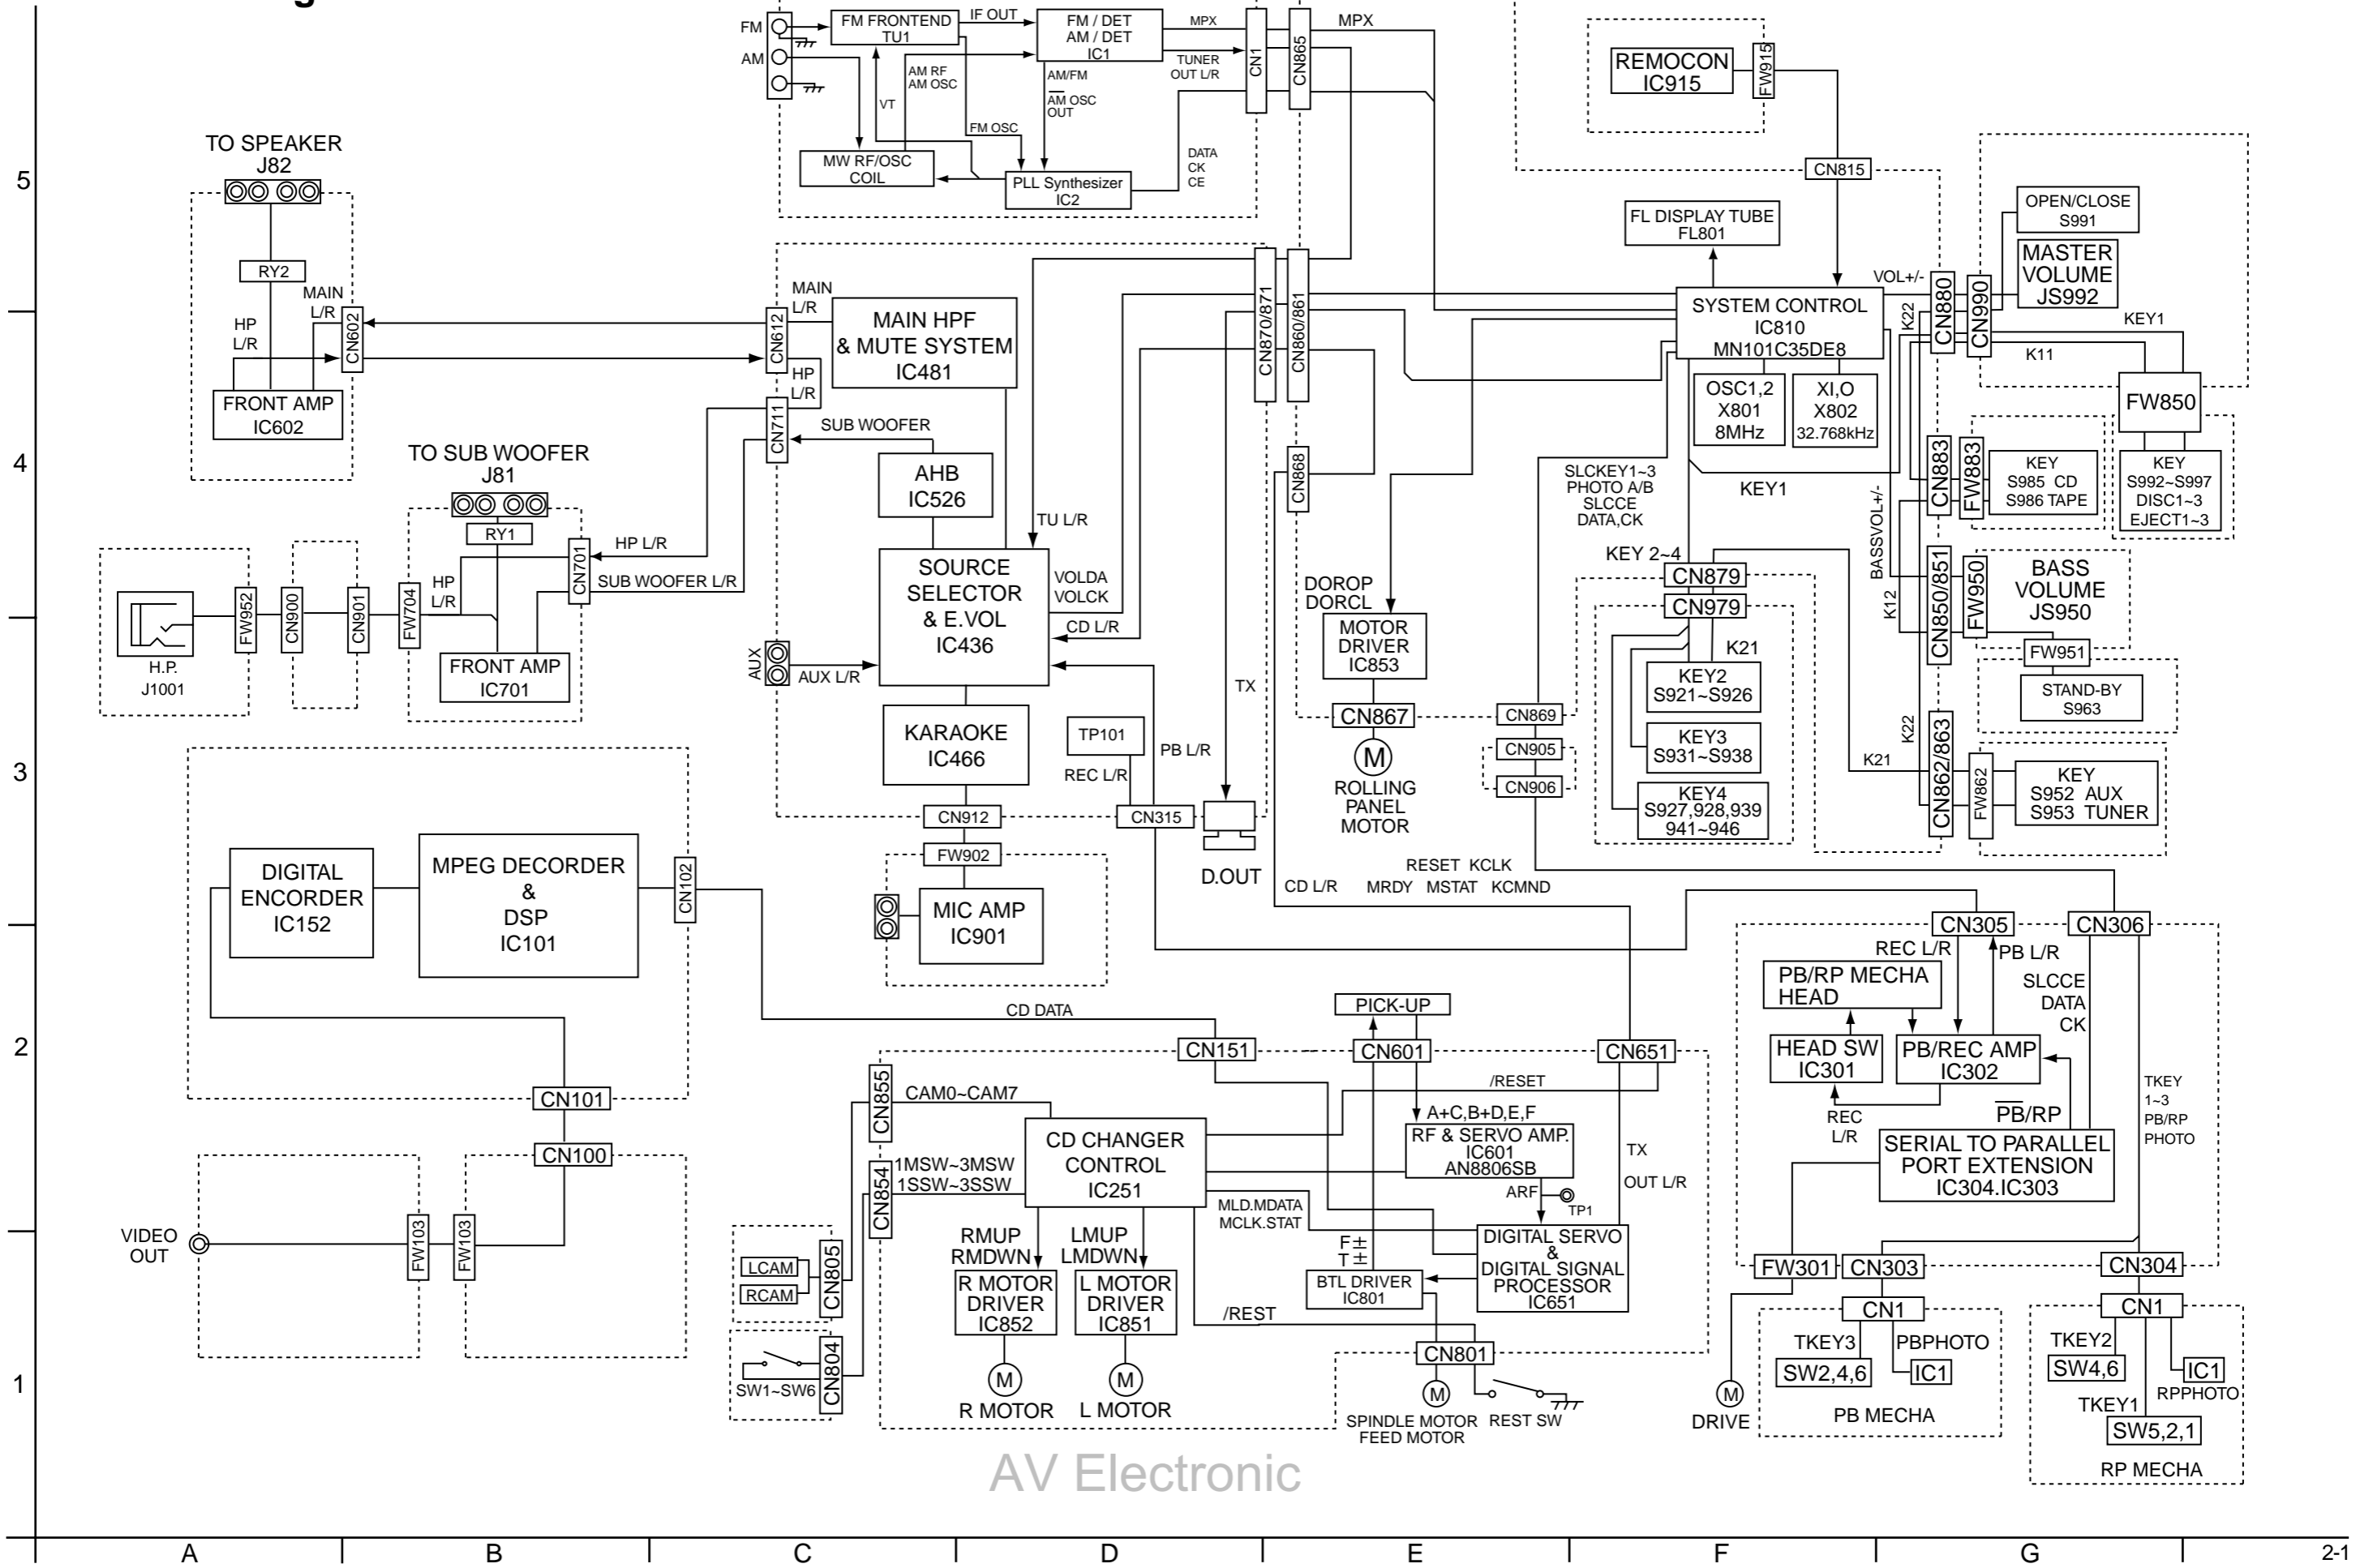 g
FM
AM
FM FRONTEND
TU1
IF OUT
FM / DET
AM / DET
IC1
MPX
TUNER
OUT L/R
CN1
CN865
MPX
AM RF
AM OSC
VT
AM/FM
AM OSC
OUT
FM OSC
MW RF/OSC
COIL
PLL Synthesizer
IC2
DATA
CK
CE
REMOCON
IC915
FW915
CN815
5
TO SPEAKER
J82
RY2
MAIN
L/R
HP
L/R
CN602
FRONT AMP
IC602
CN612
MAIN
L/R
MAIN HPF
& MUTE SYSTEM
IC481
HP
L/R
CN711
SUB WOOFER
AHB
IC526
CN870/871
CN860/861
CN868
FL DISPLAY TUBE
FL801
SYSTEM CONTROL
IC810
MN101C35DE8
OSC1,2
X801
8MHz
XI,O
X802
32.768kHz
VOL+/-
K22
CN880
CN990
OPEN/CLOSE
S991
MASTER
VOLUME
JS992
KEY1
K11
FW850
KEY
S992~S997
DISC1~3
EJECT1~3
CN883
FW883
KEY
S985 CD
S986 TAPE
4
TO SUB WOOFER
J81
RY1
CN701
HP L/R
SUB WOOFER L/R
HP
L/R
FW704
FRONT AMP
IC701
H.P.
J1001
FW952
CN900
CN901
TU L/R
SOURCE
SELECTOR
& E.VOL
IC436
VOLDA
VOLCK
CD L/R
AUX
AUX L/R
KARAOKE
IC466
TP101
REC L/R
PB L/R
TX
CN912
CN315
D.OUT
FW902
MIC AMP
IC901
SLCKEY1~3
PHOTO A/B
SLCCE
DATA,CK
KEY1
KEY 2~4
CN879
CN979
K21
KEY2
S921~S926
KEY3
S931~S938
KEY4
S927,928,939
941~946
DOROP
DORCL
MOTOR
DRIVER
IC853
CN867
M
ROLLING
PANEL
MOTOR
CN869
CN905
CN906
BASSVOL+/-
K12
CN850/851
FW950
BASS
VOLUME
JS950
FW951
STAND-BY
S963
K22
K21
CN862/863
FW862
KEY
S952 AUX
S953 TUNER
3
DIGITAL
ENCORDER
IC152
MPEG DECORDER
&
DSP
IC101
CN102
RESET KCLK
CD L/R
MRDY MSTAT KCMND
CN305
CN306
REC L/R
PB L/R
SLCCE
DATA
CK
PB/RP MECHA
HEAD
HEAD SW
IC301
PB/REC AMP
IC302
REC
L/R
PB/RP
TKEY
1~3
PB/RP
PHOTO
SERIAL TO PARALLEL
PORT EXTENSION
IC304.IC303
2
CD DATA
CN151
PICK-UP
CN601
CN651
CN101
CN100
CN855
CAM0~CAM7
CN854
1MSW~3MSW
1SSW~3SSW
CD CHANGER
CONTROL
IC251
/RESET
A+C,B+D,E,F
RF & SERVO AMP.
IC601
AN8806SB
ARF
TP1
TX
OUT L/R
MLD.MDATA
MCLK.STAT
DIGITAL SERVO
&
DIGITAL SIGNAL
PROCESSOR
IC651
F±
T±
BTL DRIVER
IC801
VIDEO
OUT
FW103
FW103
LCAM
RCAM
CN805
SW1~SW6
CN804
RMUP
RMDWN
LMUP
LMDWN
R MOTOR
DRIVER
IC852
L MOTOR
DRIVER
IC851
/REST
M
R MOTOR
M
L MOTOR
CN801
M
SPINDLE MOTOR
FEED MOTOR
REST SW
FW301
CN303
CN304
M
DRIVE
CN1
TKEY3
PBPHOTO
SW2,4,6
IC1
PB MECHA
CN1
TKEY2
SW4,6
IC1
RPPHOTO
TKEY1
SW5,2,1
RP MECHA
1
AV Electronic
A
B
C
D
E
F
G
2-1